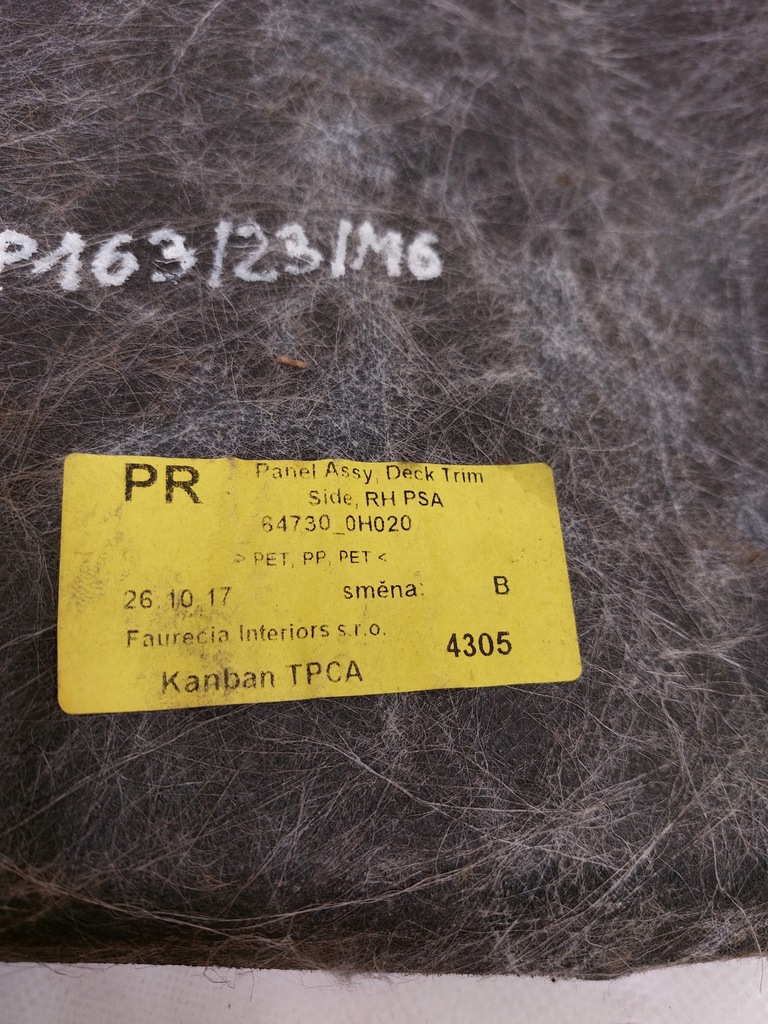 P163/23/M6
PR Panel Assy, Deck Trim
Side, RH PSA
64730_0H020
> PET, PP, PET <
26.10.17 směna: B
Faurecia Interiors s.r.o. 4305
Kanban TPCA